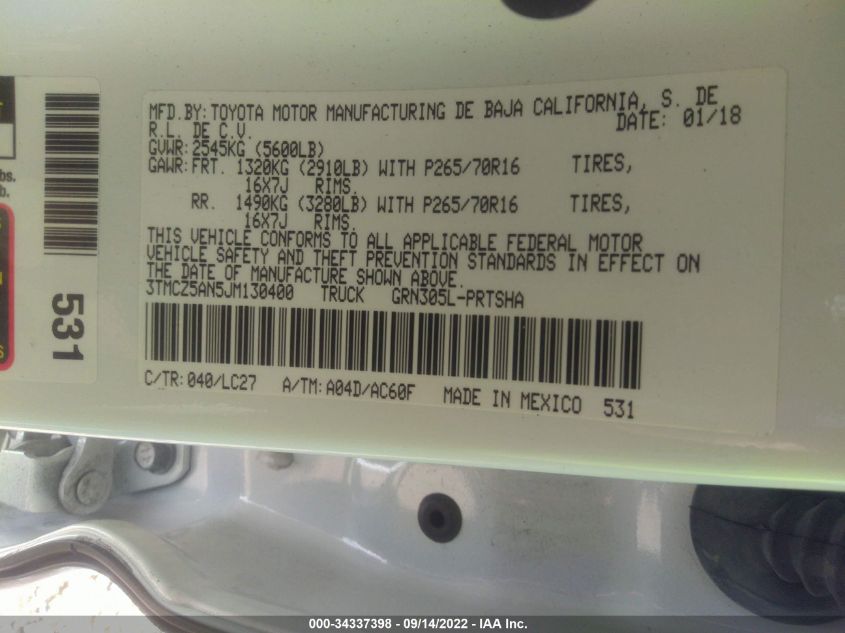 MFD.BY: TOYOTA MOTOR MANUFACTURING DE BAJA CALIFORNIA, S. DE
R.L. DE C.V. DATE: 01/18
GVWR: 2545KG (5600LB)
GAWR: FRT. 1320KG (2910LB) WITH P265/70R16 TIRES,
16X7J RIMS.
RR. 1490KG (3280LB) WITH P265/70R16 TIRES,
16X7J RIMS.
THIS VEHICLE CONFORMS TO ALL APPLICABLE FEDERAL MOTOR
VEHICLE SAFETY AND THEFT PREVENTION STANDARDS IN EFFECT ON
THE DATE OF MANUFACTURE SHOWN ABOVE.
3TMCZ5AN5JM130400 TRUCK GRN305L-PRTSHA
C/TR: 040/LC27 A/TM: A04D/AC60F MADE IN MEXICO 531
531
lbs.
000-34337398 - 09/14/2022 - IAA Inc.